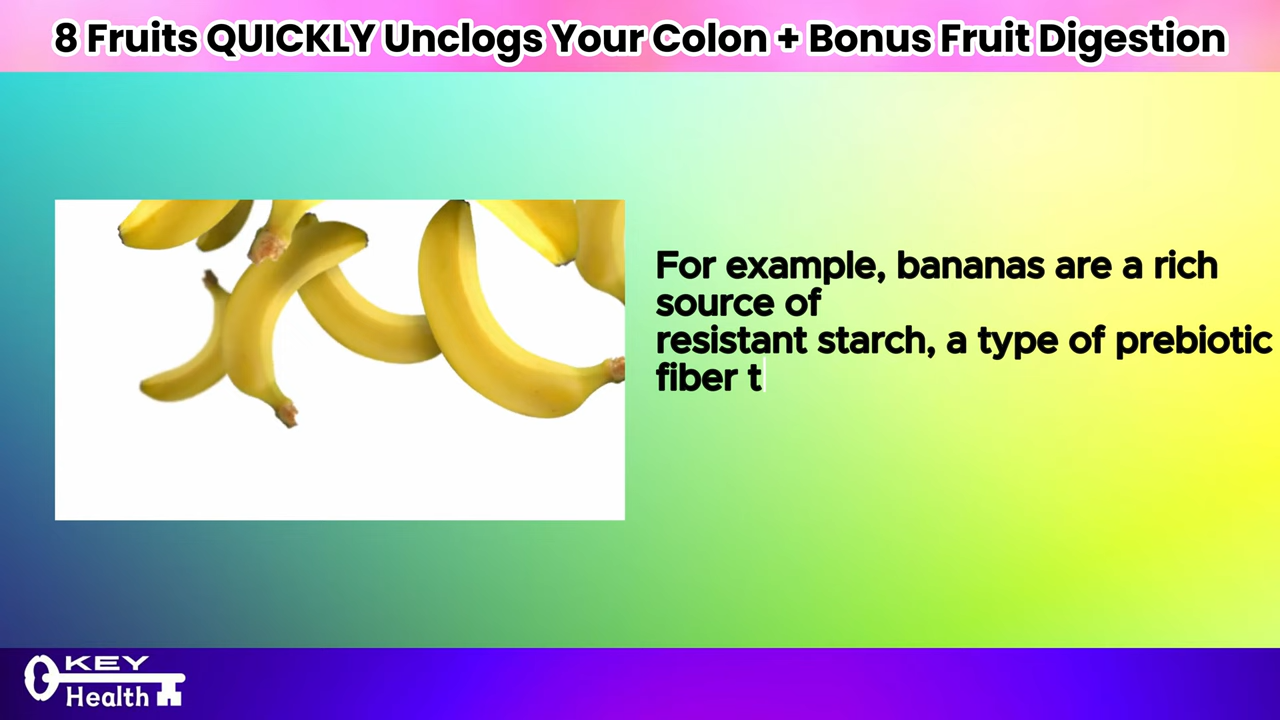 8 Fruits QUICKLY Unclogs Your Colon + Bonus Fruit Digestion
For example, bananas are a rich
source of
resistant starch, a type of prebiotic
fiber t
KEY
Health